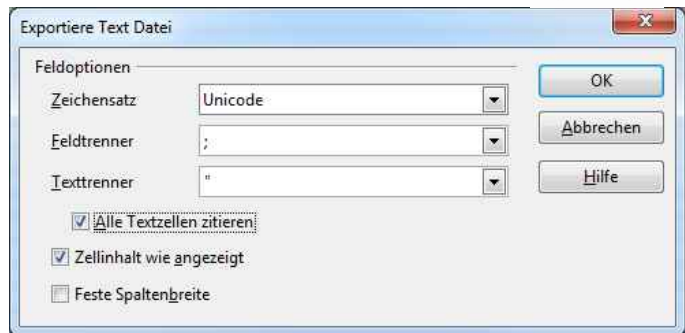 Exportiere Text Datei
Feldoptionen
Zeichensatz Unicode
Feldtrenner ;
Texttrenner "
Alle Textzellen zitieren
Zellinhalt wie angezeigt
Feste Spaltenbreite
OK
Abbrechen
Hilfe